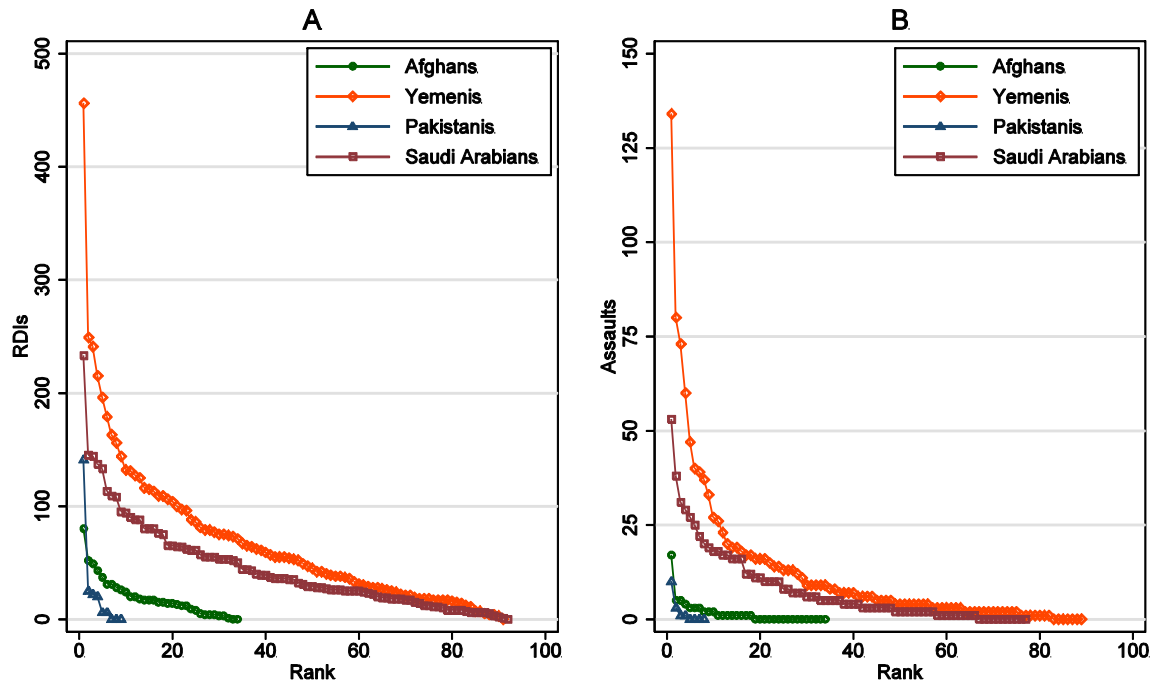 A
500
400
300
200
100
0
RDIs
0 20 40 60 80 100
Rank
Afghans
Yemenis
Pakistanis
Saudi Arabians
B
150
125
100
75
50
25
0
Assaults
0 20 40 60 80 100
Rank
Afghans
Yemenis
Pakistanis
Saudi Arabians